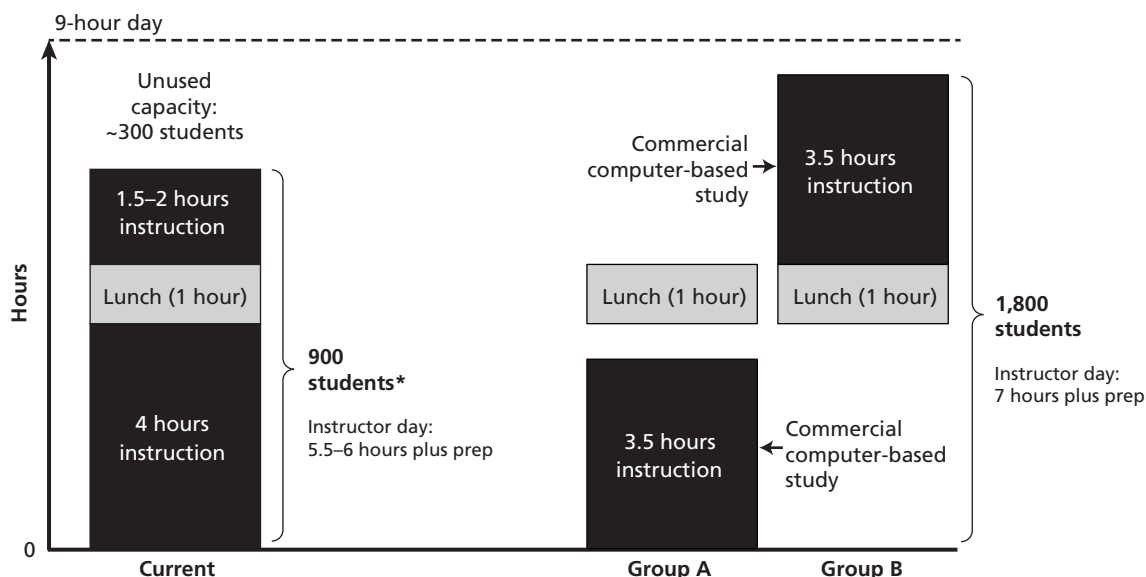 9-hour day
Unused
capacity:
~300 students
1.5–2 hours
instruction
Lunch (1 hour)
4 hours
instruction
900
students*
Instructor day:
5.5–6 hours plus prep
Commercial
computer-based
study
3.5 hours
instruction
Lunch (1 hour)
Lunch (1 hour)
3.5 hours
instruction
Commercial
computer-based
study
1,800
students
Instructor day:
7 hours plus prep
Hours
0
Current
Group A
Group B